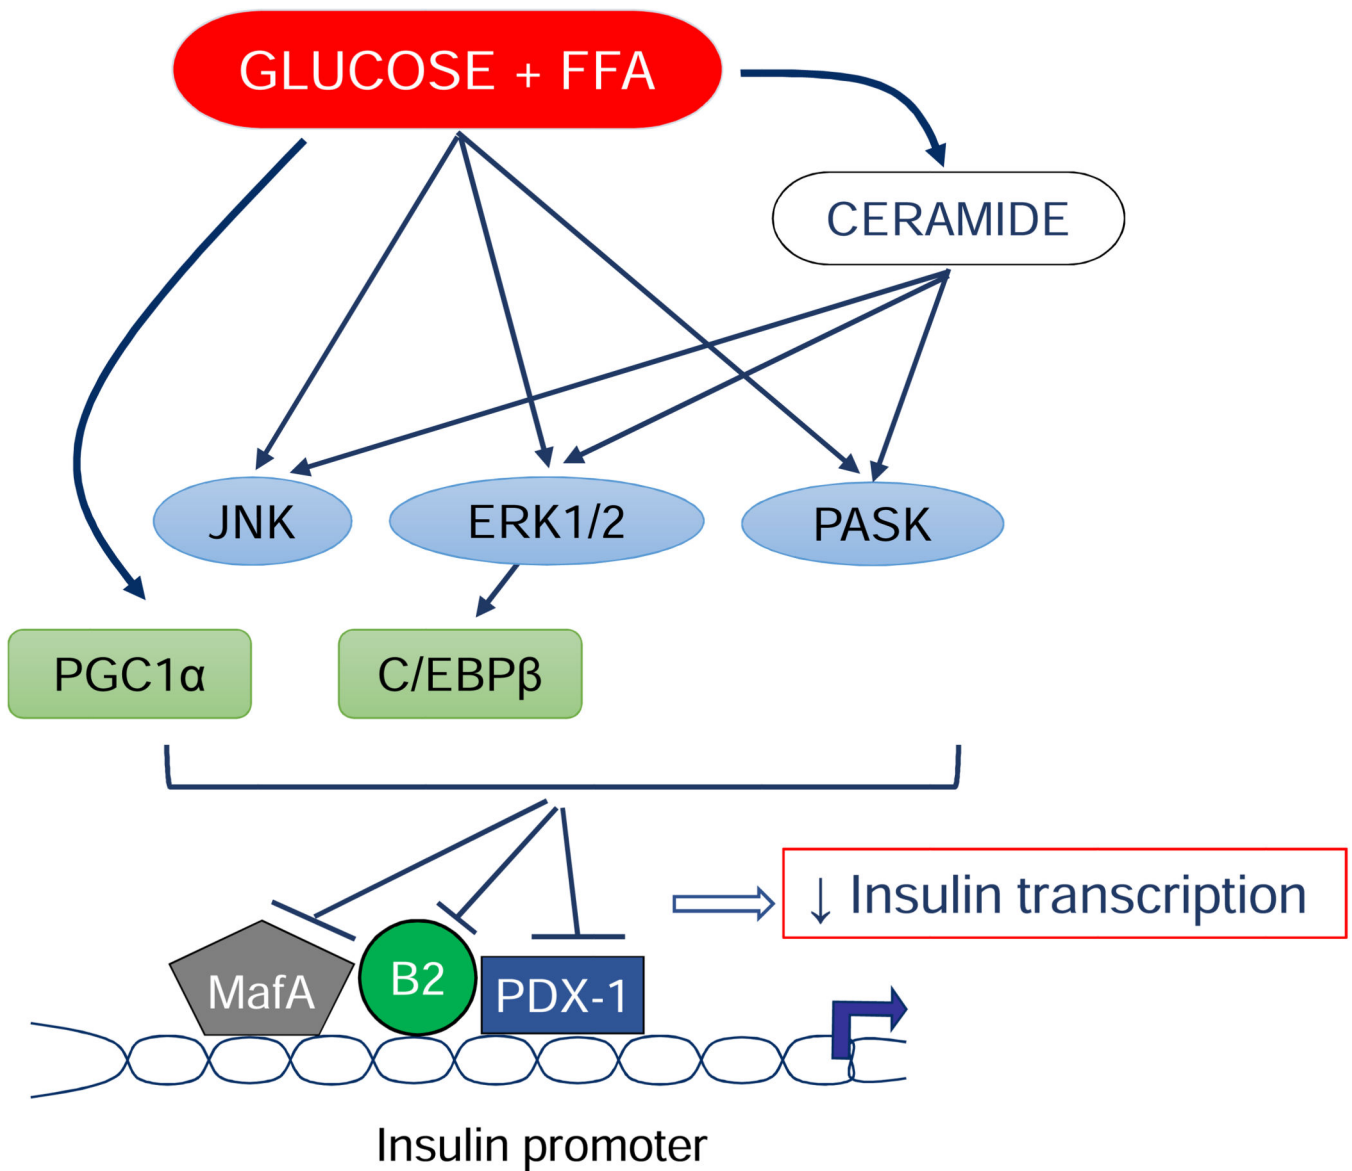 GLUCOSE + FFA
CERAMIDE
JNK
ERK1/2
PASK
PGC1α
C/EBPβ
↓ Insulin transcription
MafA
B2
PDX-1
Insulin promoter